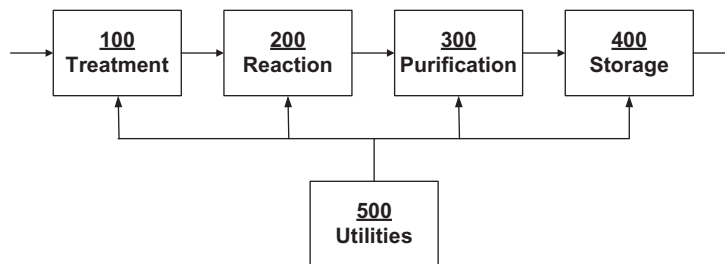 100
Treatment
200
Reaction
300
Purification
400
Storage
500
Utilities